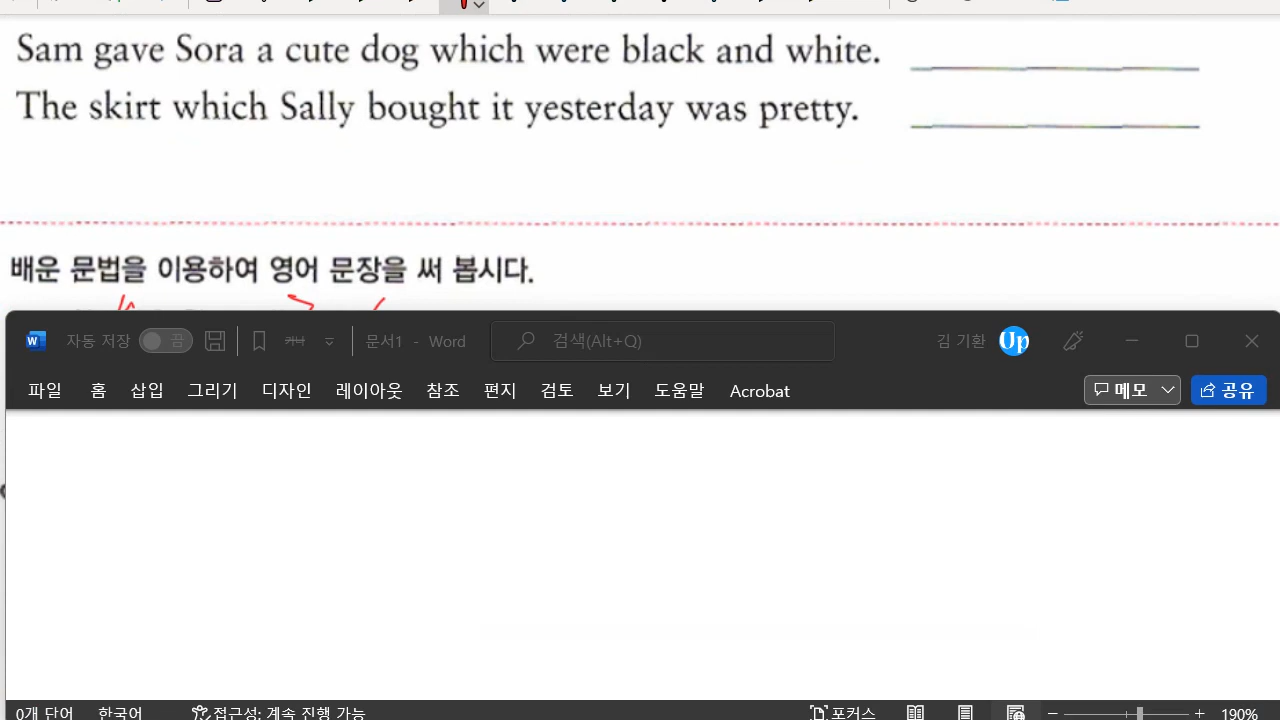 Sam gave Sora a cute dog which were black and white.
The skirt which Sally bought it yesterday was pretty.
배운 문법을 이용하여 영어 문장을 써 봅시다.
자동 저장 끔 가나 문서1 - Word 검색(Alt+Q) 김 기환 Up
파일 홈 삽입 그리기 디자인 레이아웃 참조 편지 검토 보기 도움말 Acrobat 메모 공유
0개 단어 한국어 접근성: 계속 진행 가능 포커스 190%